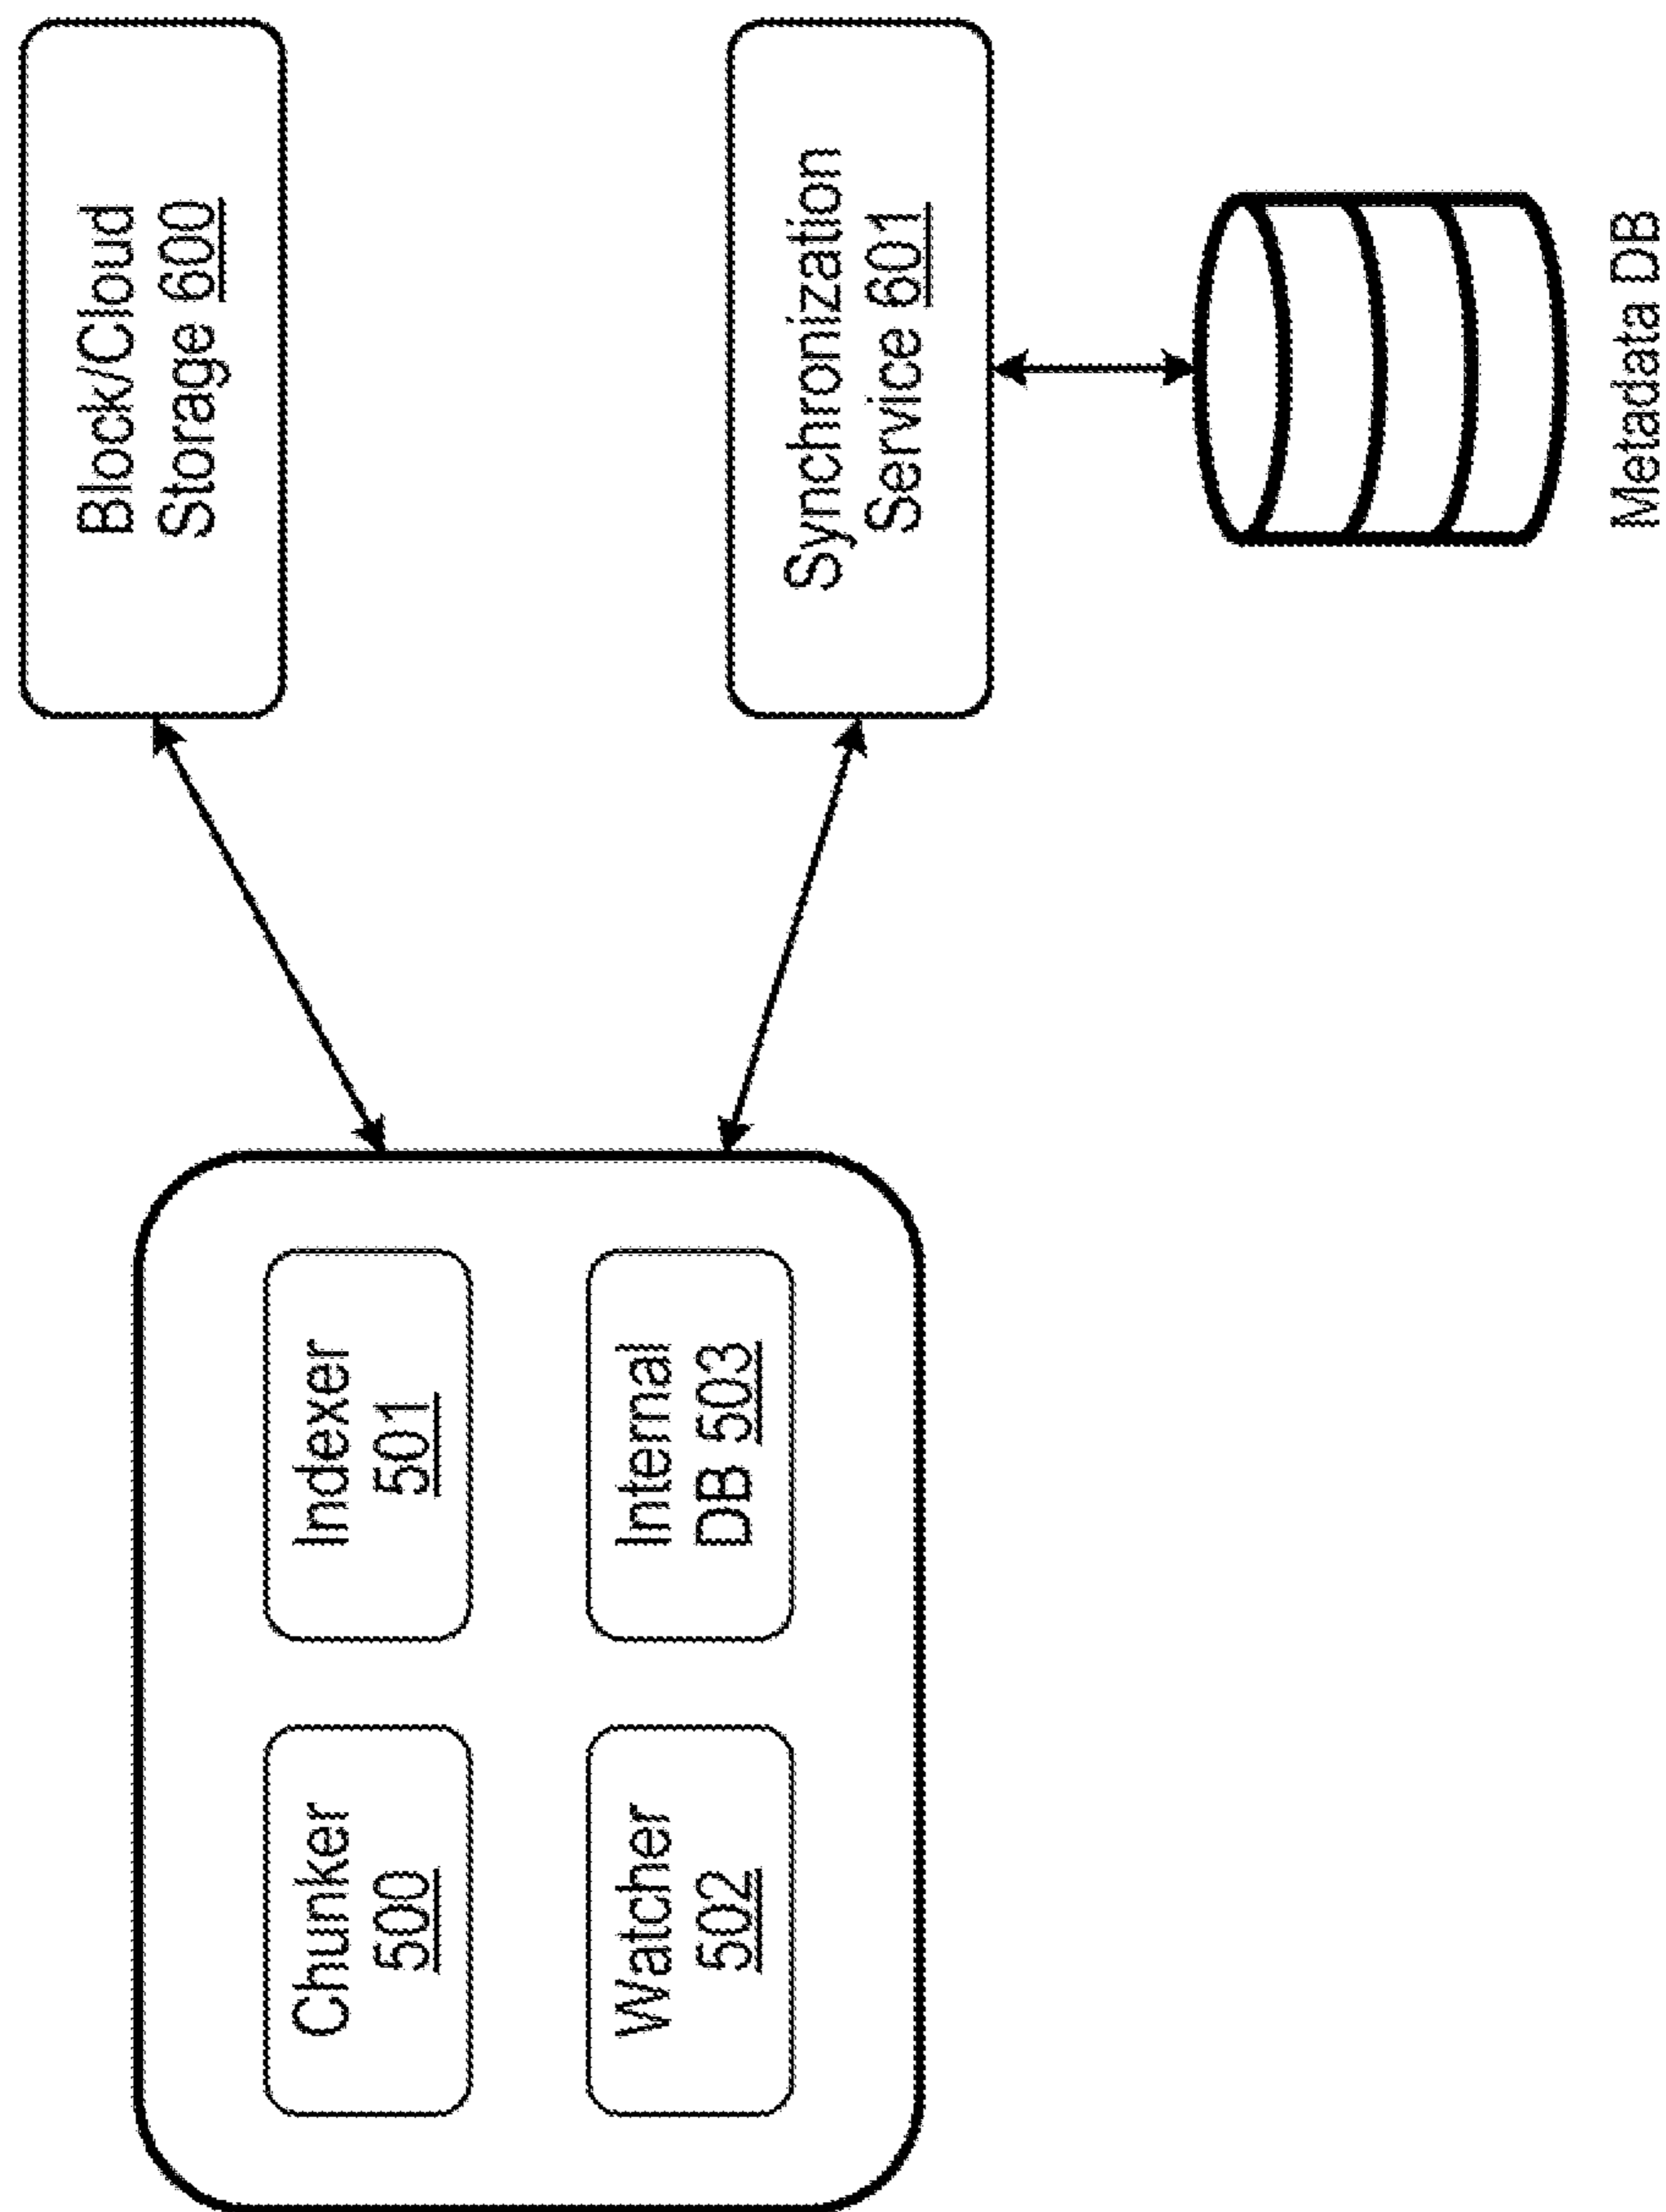 Chunker
500
Indexer
501
Watcher
502
Internal
DB 503
Block/Cloud
Storage 600
Synchronization
Service 601
Metadata DB